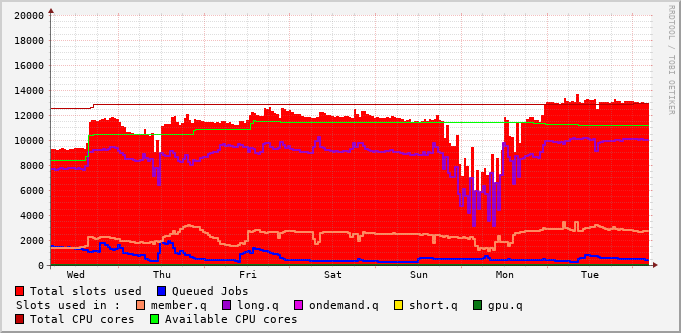 20000
18000
16000
14000
12000
10000
8000
6000
4000
2000
0
Wed Thu Fri Sat Sun Mon Tue
RRDTOOL / TOBI OETIKER
Total slots used Queued Jobs
Slots used in : member.q long.q ondemand.q short.q gpu.q
Total CPU cores Available CPU cores